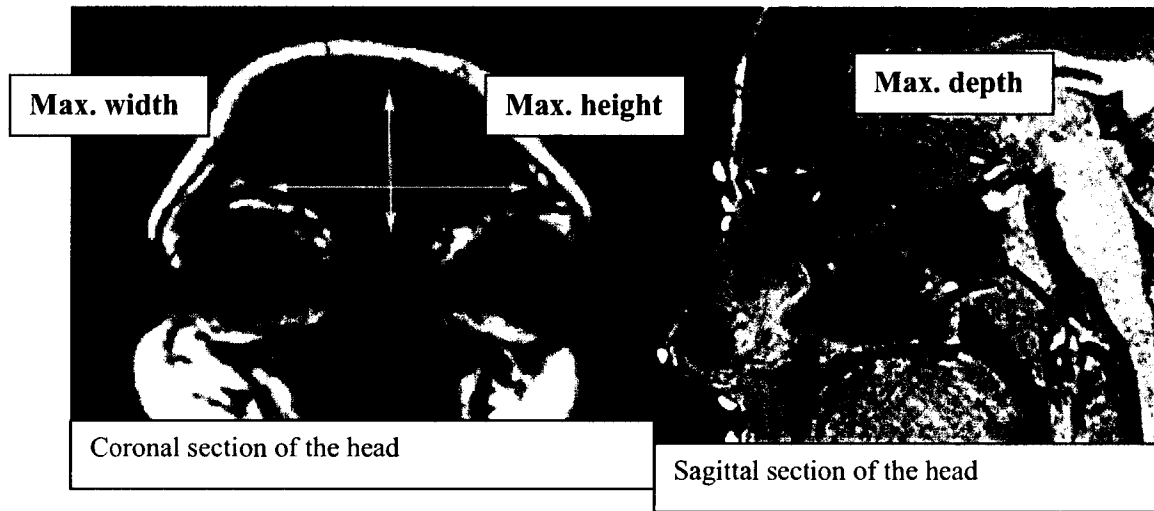 Max. width
Max. height
Max. depth
Coronal section of the head
Sagittal section of the head